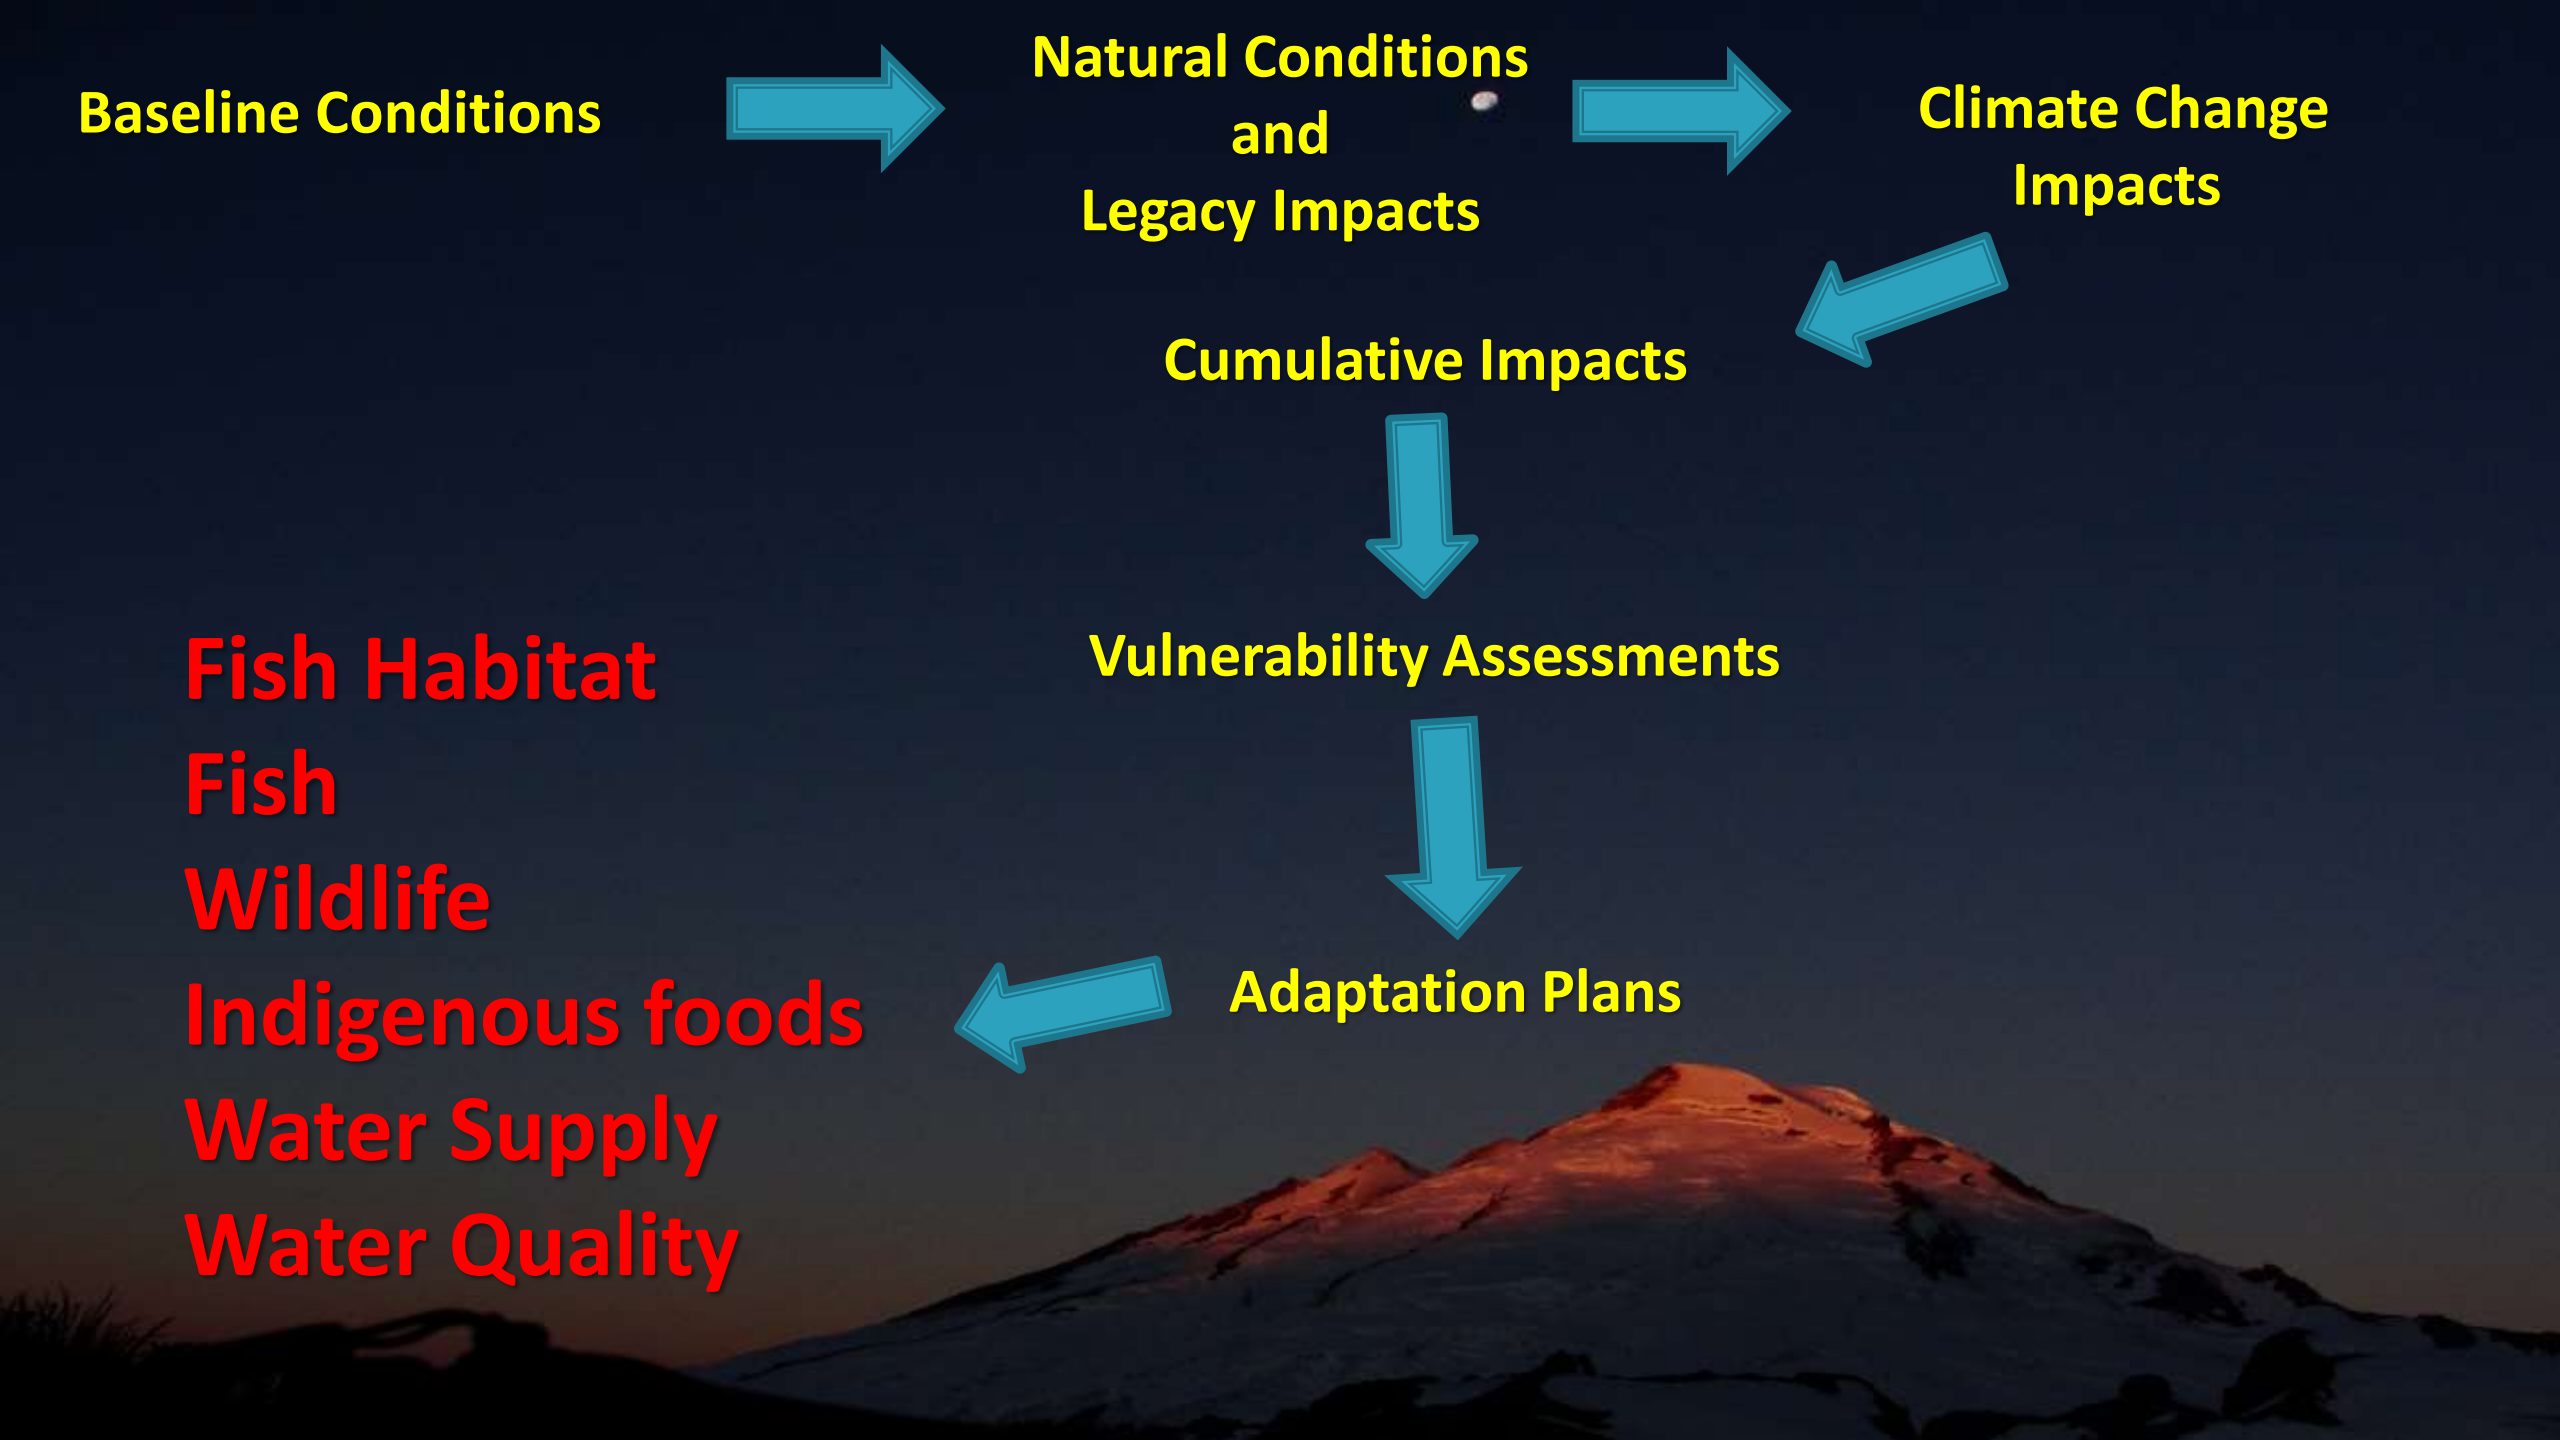 Baseline Conditions
Natural Conditions
and
Legacy Impacts
Climate Change
Impacts
Cumulative Impacts
Vulnerability Assessments
Adaptation Plans
Fish Habitat
Fish
Wildlife
Indigenous foods
Water Supply
Water Quality